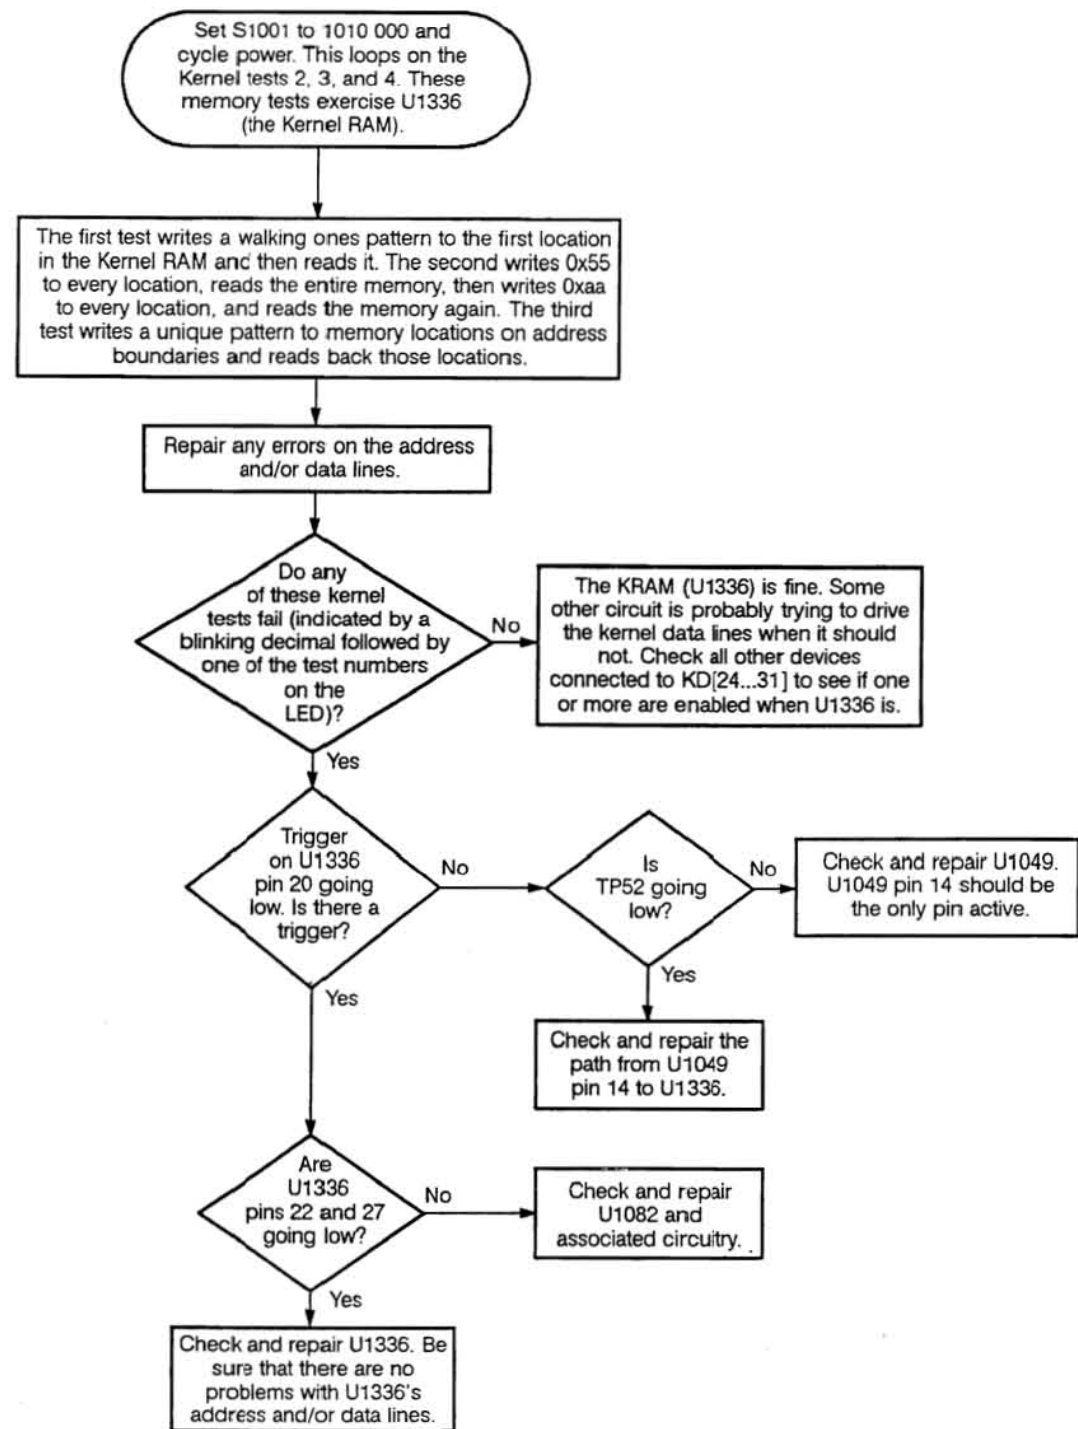 Set S1001 to 1010 000 and
cycle power. This loops on the
Kernel tests 2, 3, and 4. These
memory tests exercise U1336
(the Kernel RAM).
The first test writes a walking ones pattern to the first location
in the Kernel RAM and then reads it. The second writes 0x55
to every location, reads the entire memory, then writes 0xaa
to every location, and reads the memory again. The third
test writes a unique pattern to memory locations on address
boundaries and reads back those locations.
Repair any errors on the address
and/or data lines.
Do any
of these kernel
tests fail (indicated by a
blinking decimal followed by
one of the test numbers
on the
LED)?
No
The KRAM (U1336) is fine. Some
other circuit is probably trying to drive
the kernel data lines when it should
not. Check all other devices
connected to KD[24...31] to see if one
or more are enabled when U1336 is.
Yes
Trigger
on U1336
pin 20 going
low. Is there a
trigger?
No
Is
TP52 going
low?
No
Check and repair U1049.
U1049 pin 14 should be
the only pin active.
Yes
Check and repair the
path from U1049
pin 14 to U1336.
Yes
Are
U1336
pins 22 and 27
going low?
No
Check and repair
U1082 and
associated circuitry.
Yes
Check and repair U1336. Be
sure that there are no
problems with U1336's
address and/or data lines.